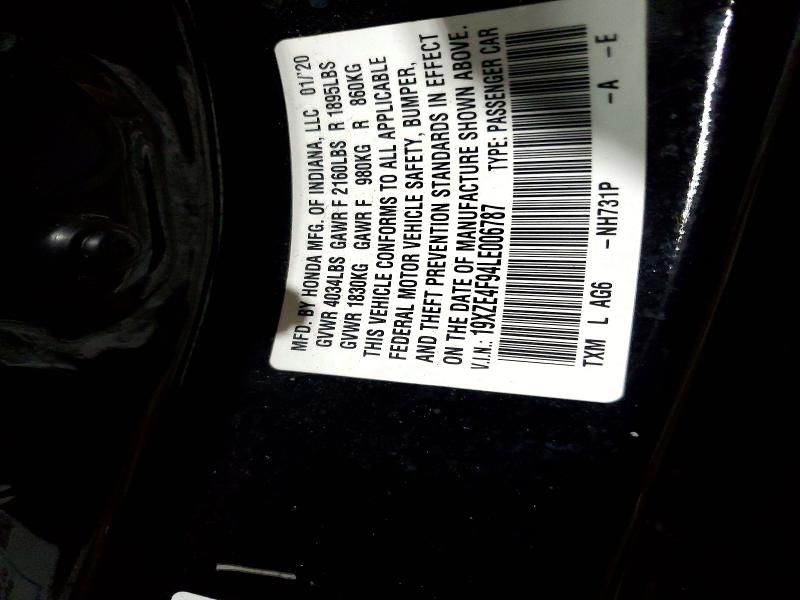 MFD. BY HONDA MFG. OF INDIANA, LLC 01/'20
GVWR 4034LBS GAWR F 2160LBS R 1895LBS
GVWR 1830KG GAWR F 980KG R 860KG
THIS VEHICLE CONFORMS TO ALL APPLICABLE
FEDERAL MOTOR VEHICLE SAFETY, BUMPER,
AND THEFT PREVENTION STANDARDS IN EFFECT
ON THE DATE OF MANUFACTURE SHOWN ABOVE.
V.I.N.: 19XZE4F94LE006787 TYPE: PASSENGER CAR
TXM L AG6 -NH731P -A -E